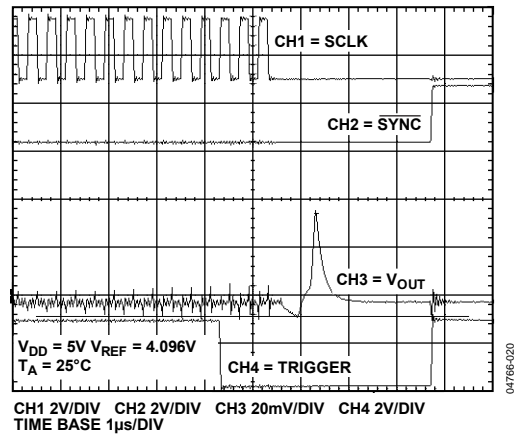 CH1 = SCLK
CH2 = S̅Y̅N̅C̅
CH3 = VOUT
VDD = 5V VREF = 4.096V
TA = 25°C
CH4 = TRIGGER
CH1 2V/DIV CH2 2V/DIV CH3 20mV/DIV CH4 2V/DIV
TIME BASE 1µs/DIV
04766-020